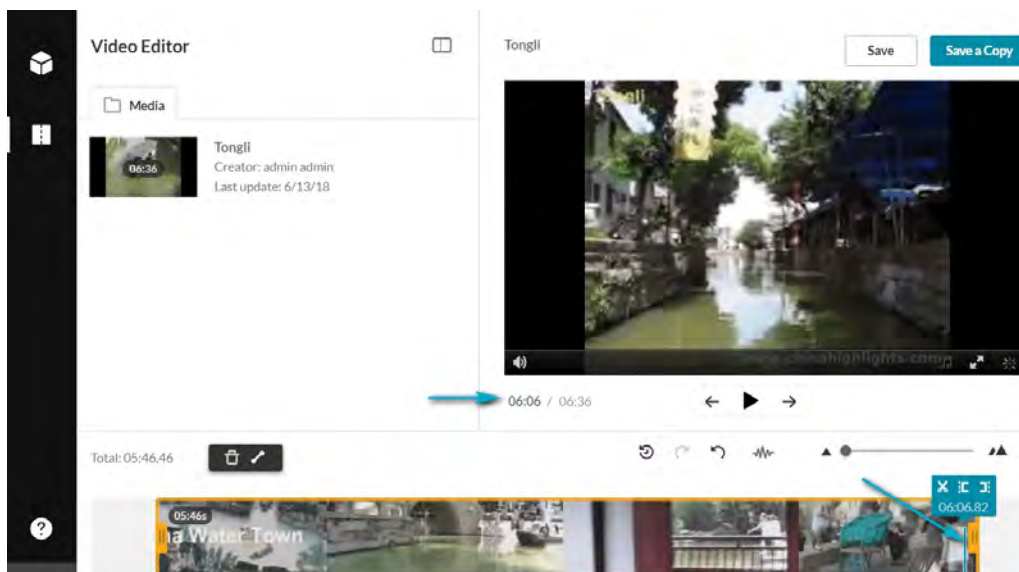 Video Editor
Tongli
Save
Save a Copy
Media
06:36
Tongli
Creator: admin admin
Last update: 6/13/18
www.chinahighlights.com
06:06 / 06:36
Total: 05:46.46
06:06.82
05:46s
na Water Town
?